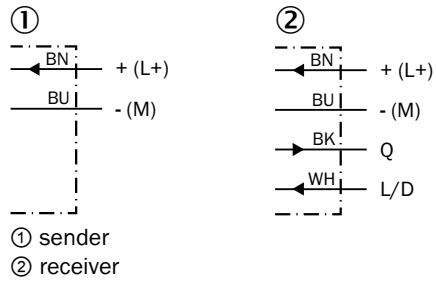 ① ②
BN + (L+) BN + (L+)
BU - (M) BU - (M)
BK Q
WH L/D
① sender
② receiver